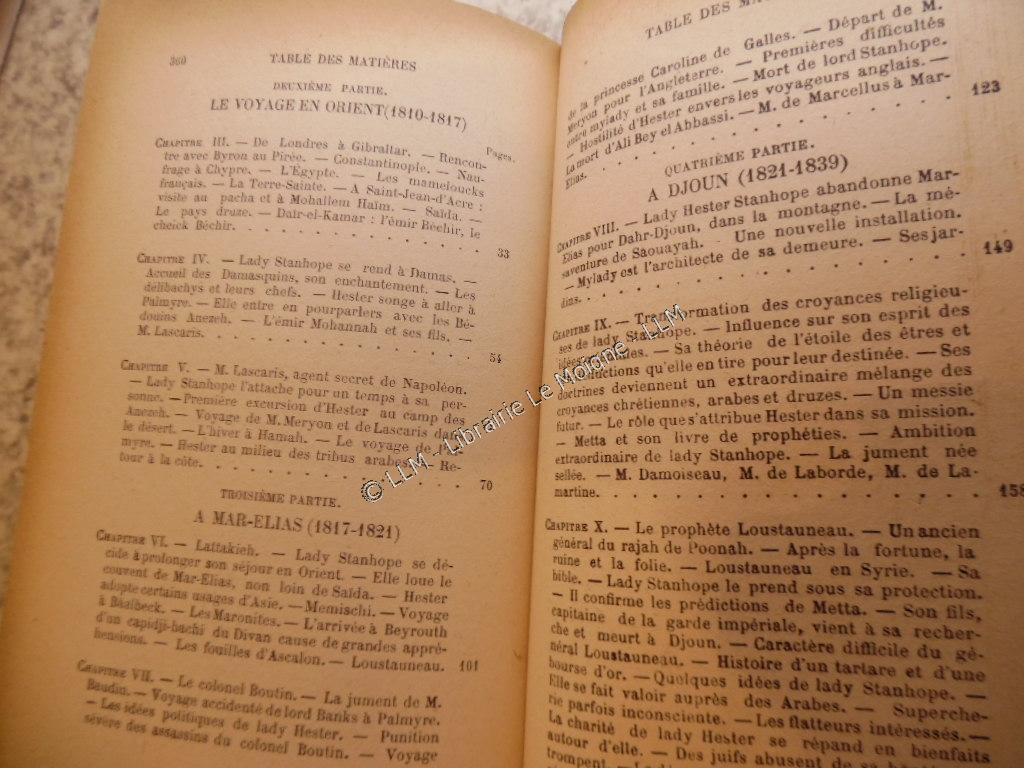 360
TABLE DES MATIÈRES
DEUXIÈME PARTIE.
LE VOYAGE EN ORIENT (1810-1817)
Pages.
CHAPITRE III. — De Londres à Gibraltar. — Rencon-
tre avec Byron au Pirée. — Constantinople. — Nau-
frage à Chypre. — L'Égypte. — Les mameloucks
français. — La Terre-Sainte. — A Saint-Jean-d'Acre :
visite au pacha et à Mohallem Haïm. — Saïda. —
Le pays druze. — Daïr-el-Kamar : l'émir Béchir, le
cheick Béchir. . . . . . . . . . . . 33
CHAPITRE IV. — Lady Stanhope se rend à Damas. —
Accueil des Damasquins, son enchantement. — Les
délibachys et leurs chefs. — Hester songe à aller à
Palmyre. — Elle entre en pourparlers avec les Bé-
douins Anezeh. — L'émir Mohannah et ses fils. —
M. Lascaris. . . . . . . . . . . . . 54
CHAPITRE V. — M. Lascaris, agent secret de Napoléon.
— Lady Stanhope l'attache pour un temps à sa per-
sonne. — Première excursion d'Hester au camp des
Anezeh. — Voyage de M. Meryon et de Lascaris dans
le désert. — L'hiver à Hamah. — Le voyage de
myre. — Hester au milieu des tribus arabes. — Re-
tour à la côte. . . . . . . . . . . . 70
TROISIÈME PARTIE.
A MAR-ELIAS (1817-1821)
CHAPITRE VI. — Lattakieh. — Lady Stanhope se dé-
cide à prolonger son séjour en Orient. — Elle loue le
couvent de Mar-Elias, non loin de Saïda. — Hester
adopte certains usages d'Asie. — Memischi. — Voyage
à Baalbeck. — Les Maronites. — L'arrivée à Beyrouth
d'un capidji-bachi du Divan cause de grandes appré-
hensions. — Les fouilles d'Ascalon. — Loustauneau. 101
CHAPITRE VII. — Le colonel Boutin. — La jument de M.
Baudin. — Voyage accidenté de lord Banks à Palmyre.
— Les idées politiques de lady Hester. — Punition
sévère des assassins du colonel Boutin. — Voyage
TABLE DES
de la princesse Caroline de Galles. — Départ de M.
Meryon pour l'Angleterre. — Premières difficultés
entre mylady et sa famille. — Mort de lord Stanhope.
— Hostilité d'Hester envers les voyageurs anglais. —
La mort d'Ali Bey el Abbassi. — M. de Marcellus à Mar-
Elias. . . . . . . . . . . . . 123
QUATRIÈME PARTIE.
A DJOUN (1821-1839)
CHAPITRE VIII. — Lady Hester Stanhope abandonne Mar-
Elias pour Dahr-Djoun, dans la montagne. — La mé-
saventure de Saouayah. Une nouvelle installation.
— Mylady est l'architecte de sa demeure. — Ses jar-
dins. . . . . . . . . . . . . 149
CHAPITRE IX. — Transformation des croyances religieu-
ses de lady Stanhope. — Influence sur son esprit des
idées — Sa théorie de l'étoile des êtres et
qu'elle en tire pour leur destinée. — Ses
doctrines deviennent un extraordinaire mélange des
croyances chrétiennes, arabes et druzes. — Un messie
futur. — Le rôle que s'attribue Hester dans sa mission.
— Metta et son livre de prophéties. — Ambition
extraordinaire de lady Stanhope. — La jument née
sellée. — M. Damoiseau, M. de Laborde, M. de La-
martine. . . . . . . . . . . . . 158
CHAPITRE X. — Le prophète Loustauneau. — Un ancien
général du rajah de Poonah. — Après la fortune, la
ruine et la folie. — Loustauneau en Syrie. — Sa
bible. — Lady Stanhope le prend sous sa protection.
— Il confirme les prédictions de Metta. — Son fils,
capitaine de la garde impériale, vient à sa recher-
che et meurt à Djoun. — Caractère difficile du gé-
néral Loustauneau. — Histoire d'un tartare et d'une
bourse d'or. — Quelques idées de lady Stanhope. —
Elle se fait valoir auprès des Arabes. — Superche-
rie parfois inconsciente. — Les flatteurs intéressés. —
La charité de lady Hester se répand en bienfaits
autour d'elle. — Des juifs abusent de sa
trompent. —
© LLM - Librairie Le Moigne - LLM